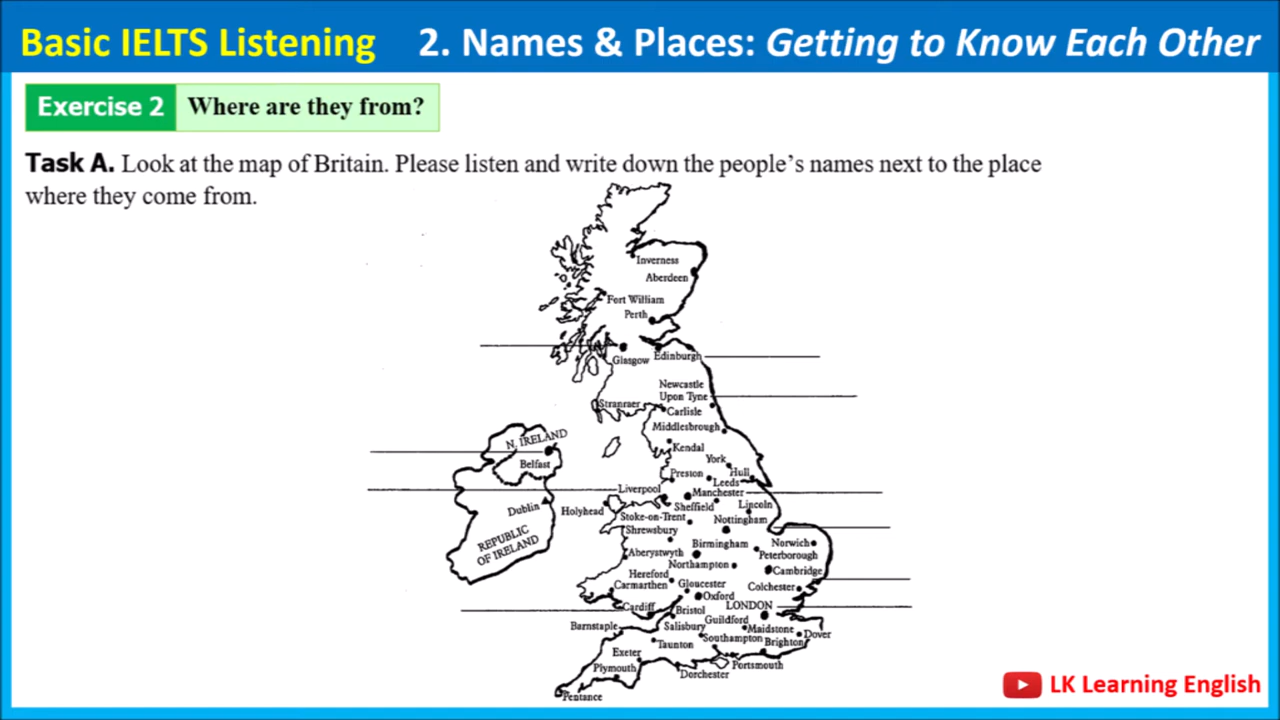 Basic IELTS Listening 2. Names & Places: Getting to Know Each Other
Exercise 2 Where are they from?
Task A. Look at the map of Britain. Please listen and write down the people's names next to the place
where they come from.
Inverness
Aberdeen
Fort William
Perth
Glasgow
Edinburgh
Newcastle
Upon Tyne
Stranraer
Carlisle
Middlesbrough
N. IRELAND
Kendal
Belfast
York
Preston
Hull
Leeds
Liverpool
Manchester
Dublin
Holyhead
Sheffield
Lincoln
Stoke-on-Trent
Nottingham
Shrewsbury
REPUBLIC
OF IRELAND
Birmingham
Norwich
Aberystwyth
Peterborough
Northampton
Cambridge
Hereford
Carmarthen
Gloucester
Colchester
Oxford
Cardiff
Bristol
LONDON
Barnstaple
Salisbury
Guildford
Maidstone
Dover
Taunton
Southampton
Brighton
Exeter
Plymouth
Portsmouth
Dorchester
Pentance
LK Learning English